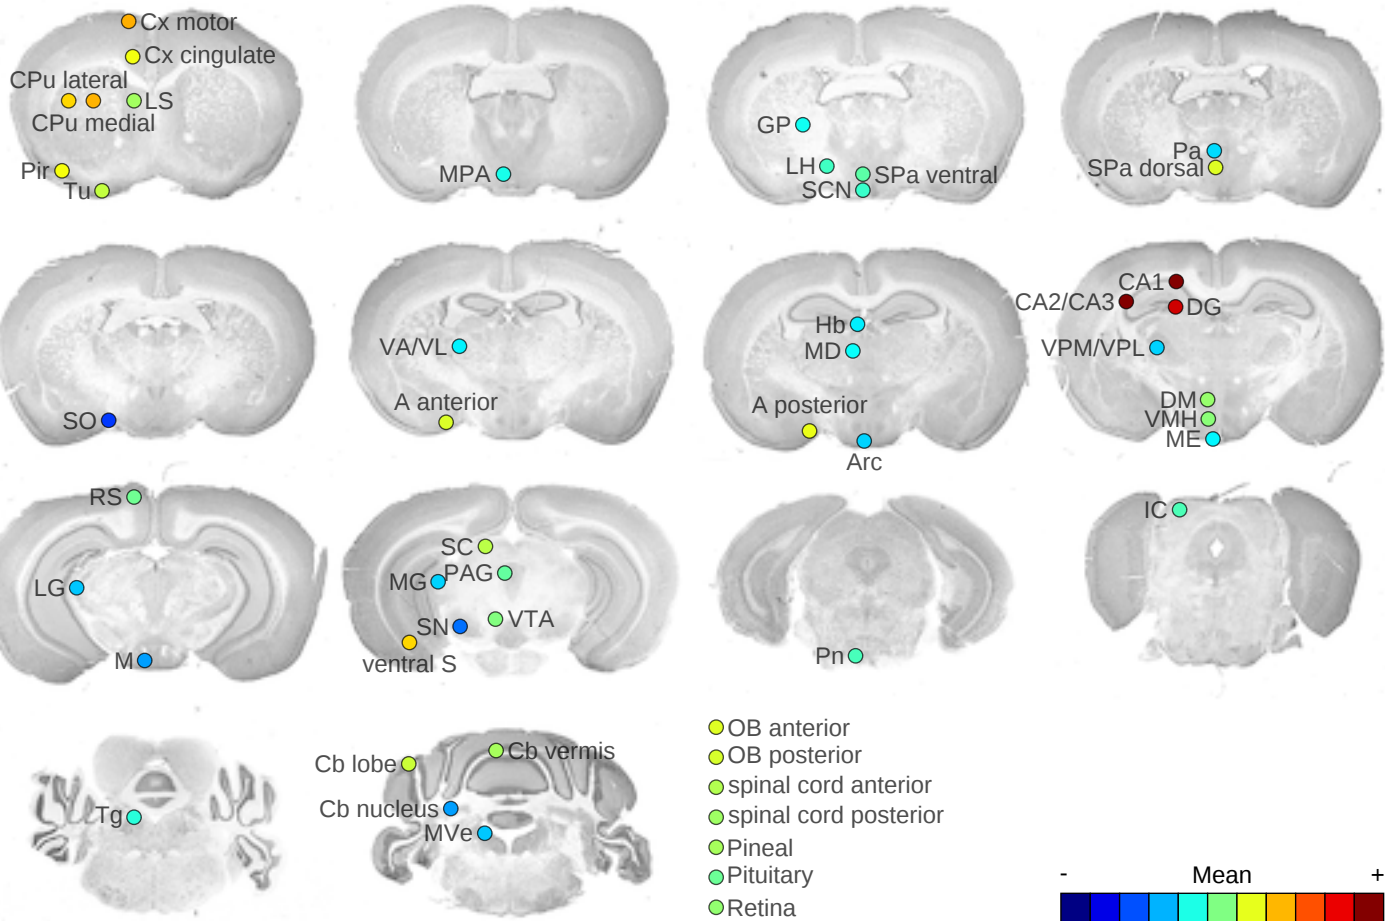 Cx motor
Cx cingulate
CPu lateral
LS
CPu medial
Pir
Tu
MPA
GP
LH
SPa ventral
SCN
Pa
SPa dorsal
SO
VA/VL
A anterior
Hb
MD
A posterior
Arc
CA1
CA2/CA3
DG
VPM/VPL
DM
VMH
ME
RS
LG
M
SC
PAG
MG
SN
VTA
ventral S
Pn
IC
Tg
Cb vermis
Cb lobe
Cb nucleus
MVe
OB anterior
OB posterior
spinal cord anterior
spinal cord posterior
Pineal
Pituitary
Retina
- Mean +